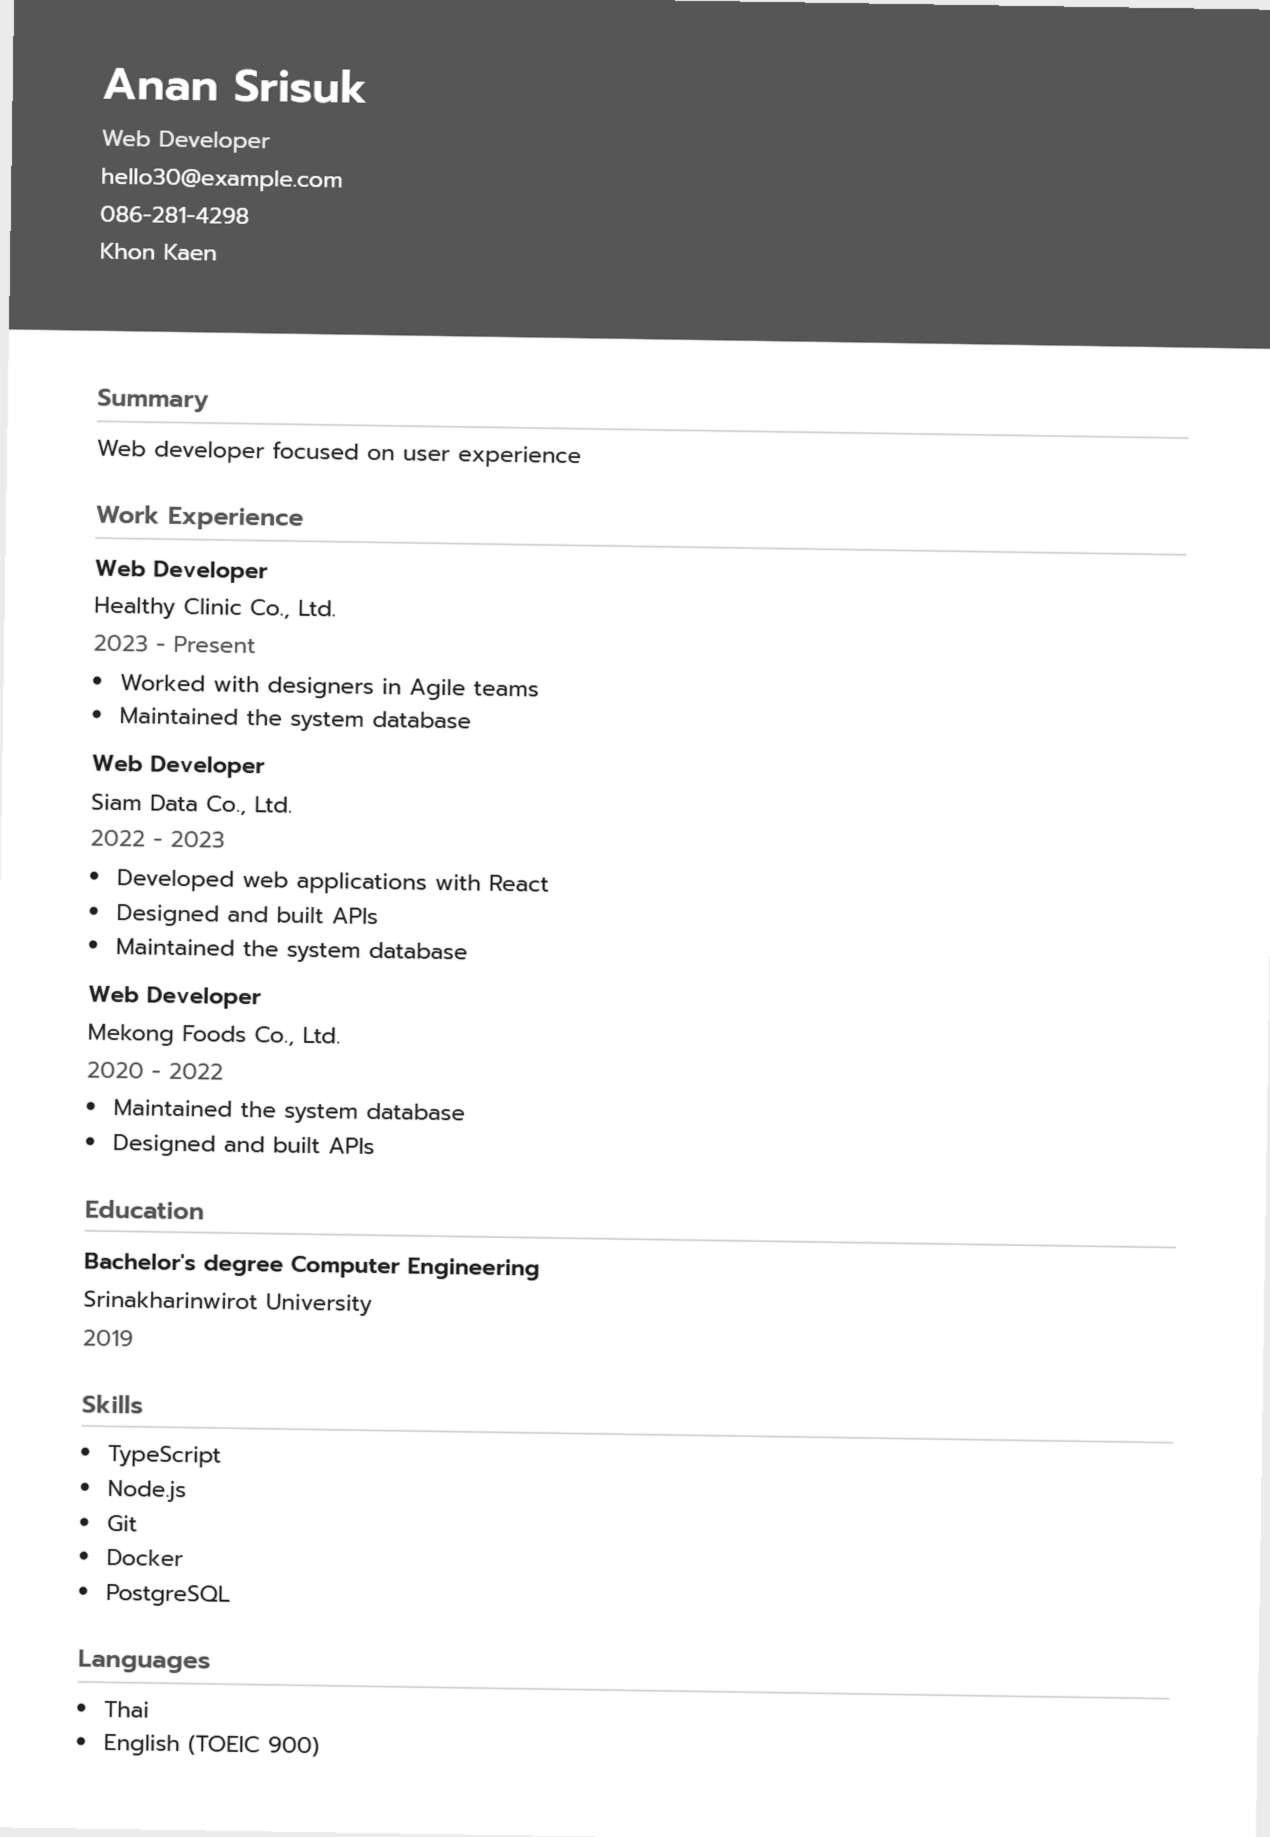 Anan Srisuk
Web Developer
hello30@example.com
086-281-4298
Khon Kaen
Summary
Web developer focused on user experience
Work Experience
Web Developer
Healthy Clinic Co., Ltd.
2023 - Present
• Worked with designers in Agile teams
• Maintained the system database
Web Developer
Siam Data Co., Ltd.
2022 - 2023
• Developed web applications with React
• Designed and built APIs
• Maintained the system database
Web Developer
Mekong Foods Co., Ltd.
2020 - 2022
• Maintained the system database
• Designed and built APIs
Education
Bachelor's degree Computer Engineering
Srinakharinwirot University
2019
Skills
• TypeScript
• Node.js
• Git
• Docker
• PostgreSQL
Languages
• Thai
• English (TOEIC 900)